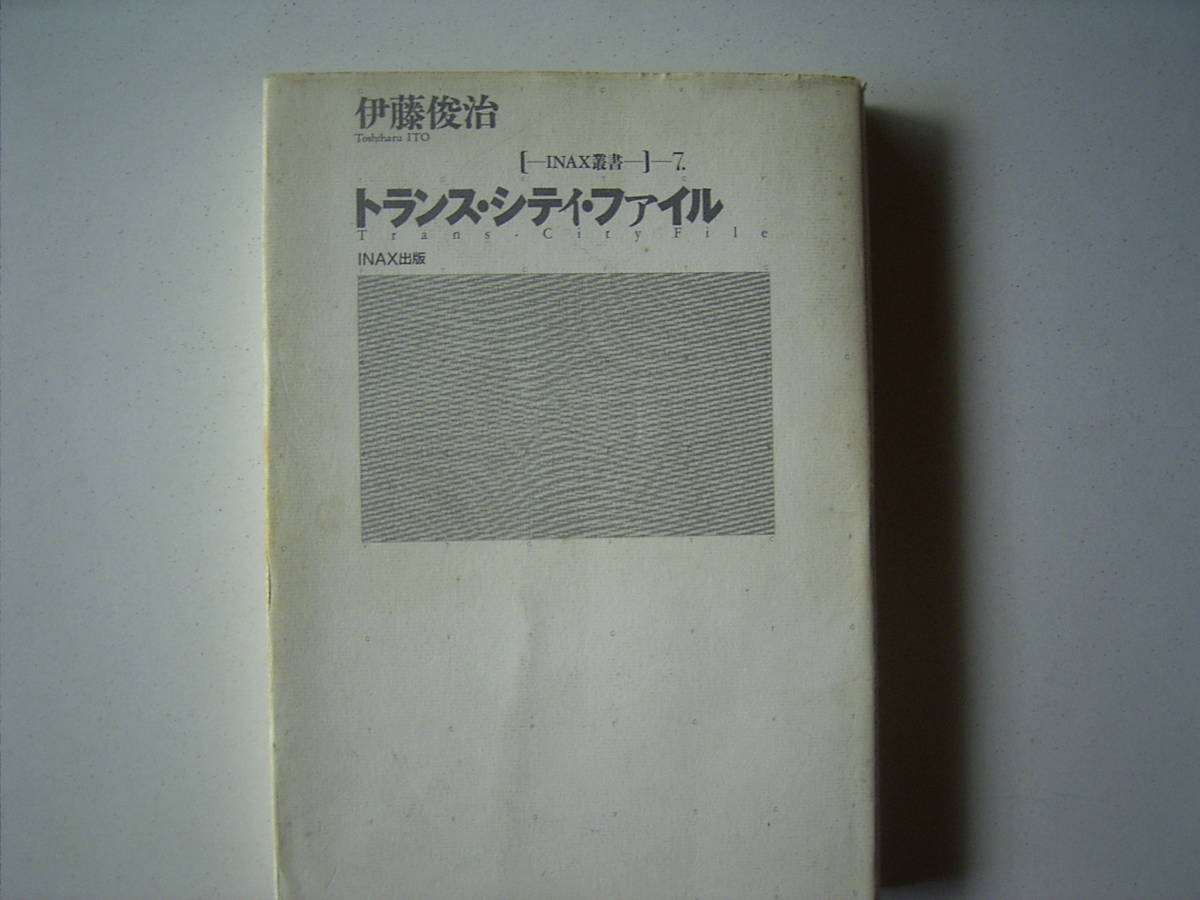 伊藤俊治
Toshiharu ITO
[—INAX叢書—]—7.
トランス・シティ・ファイル
Trans-City File
INAX出版